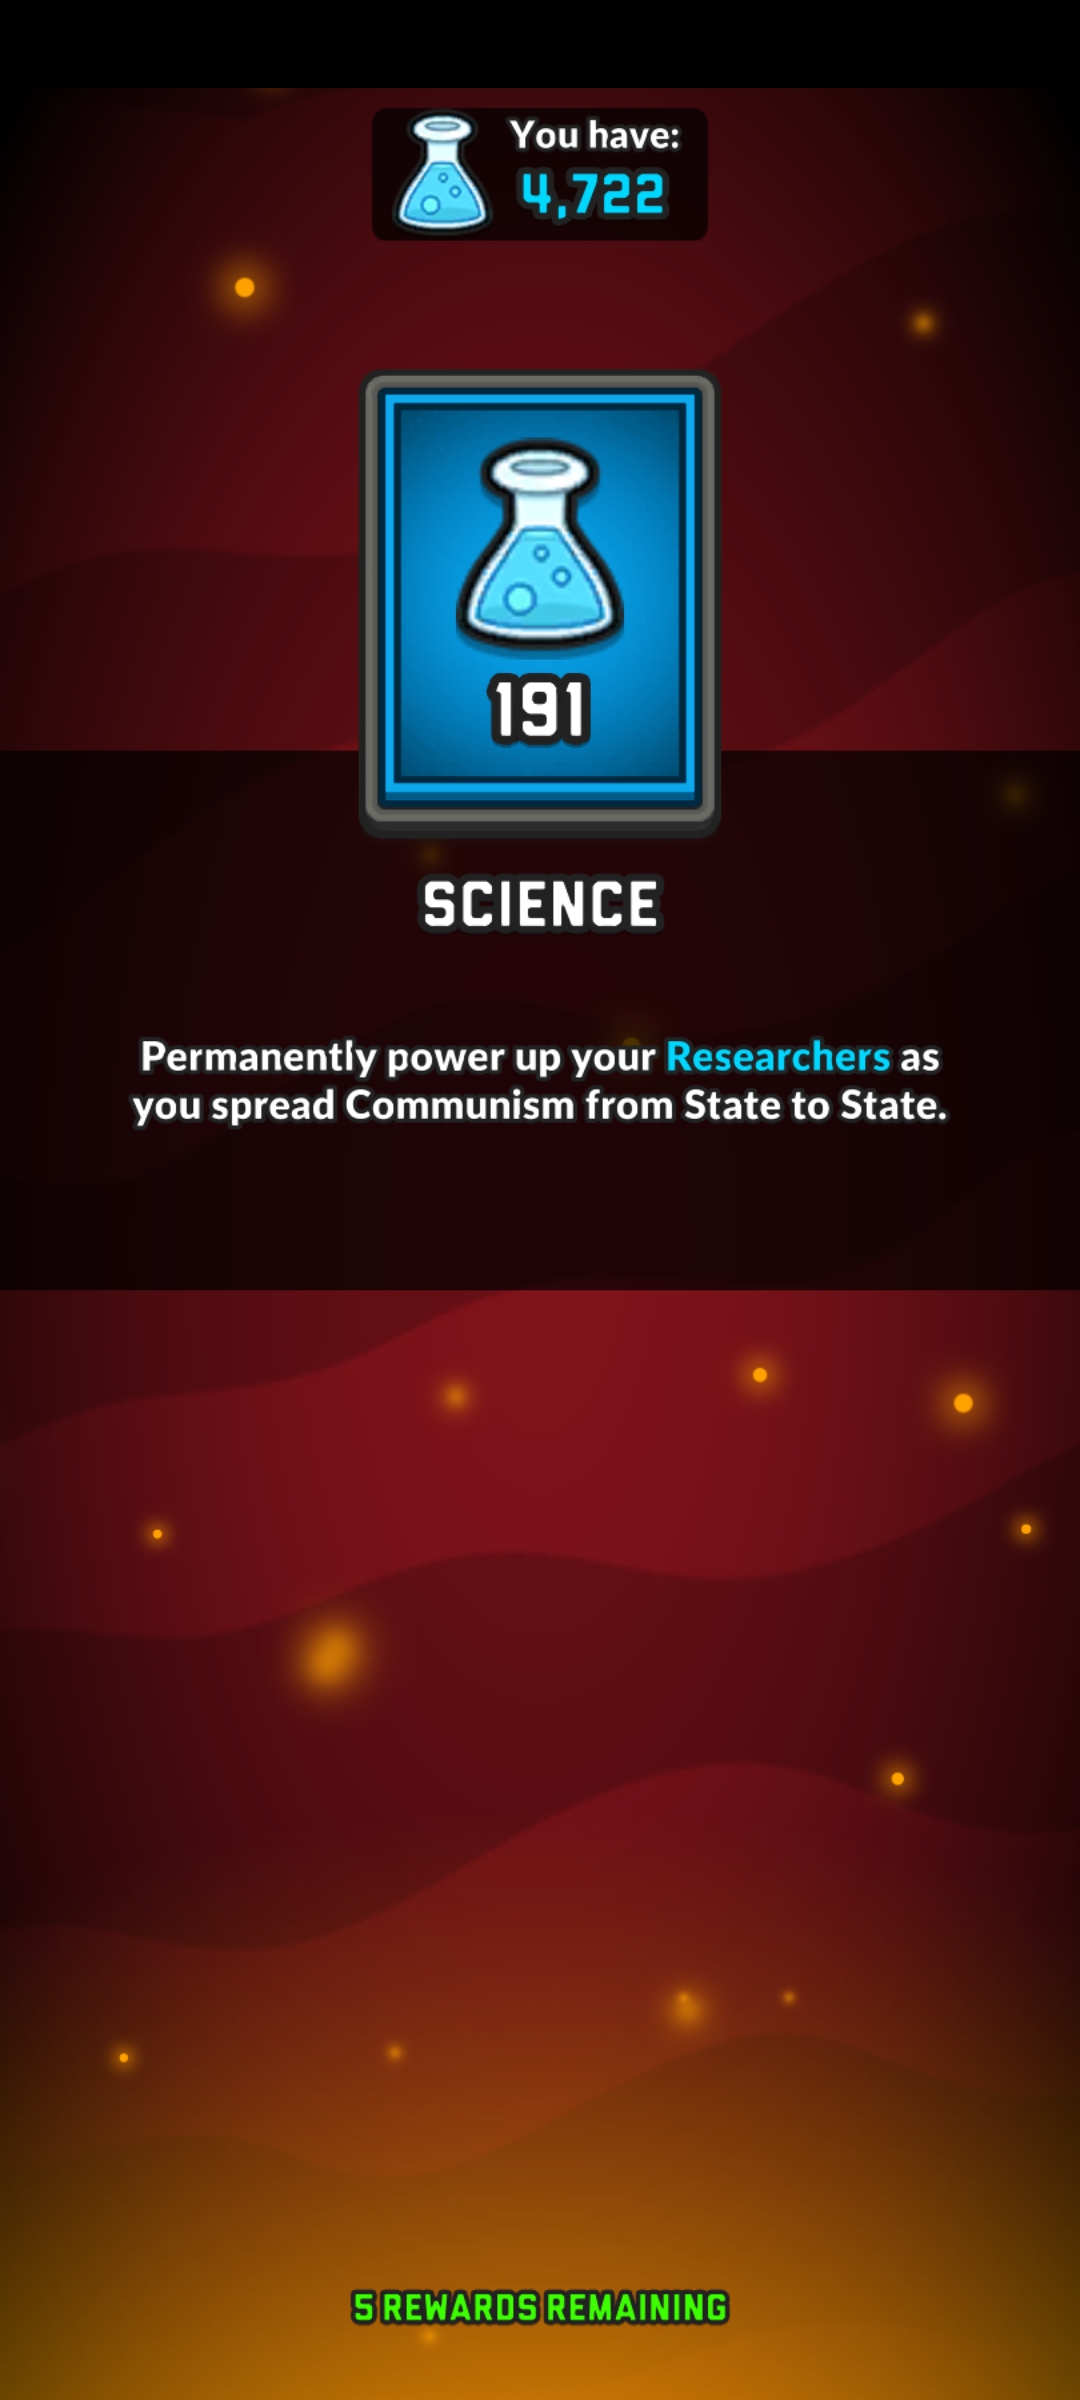 You have:
4,722
191
SCIENCE
Permanently power up your Researchers as
you spread Communism from State to State.
5 REWARDS REMAINING